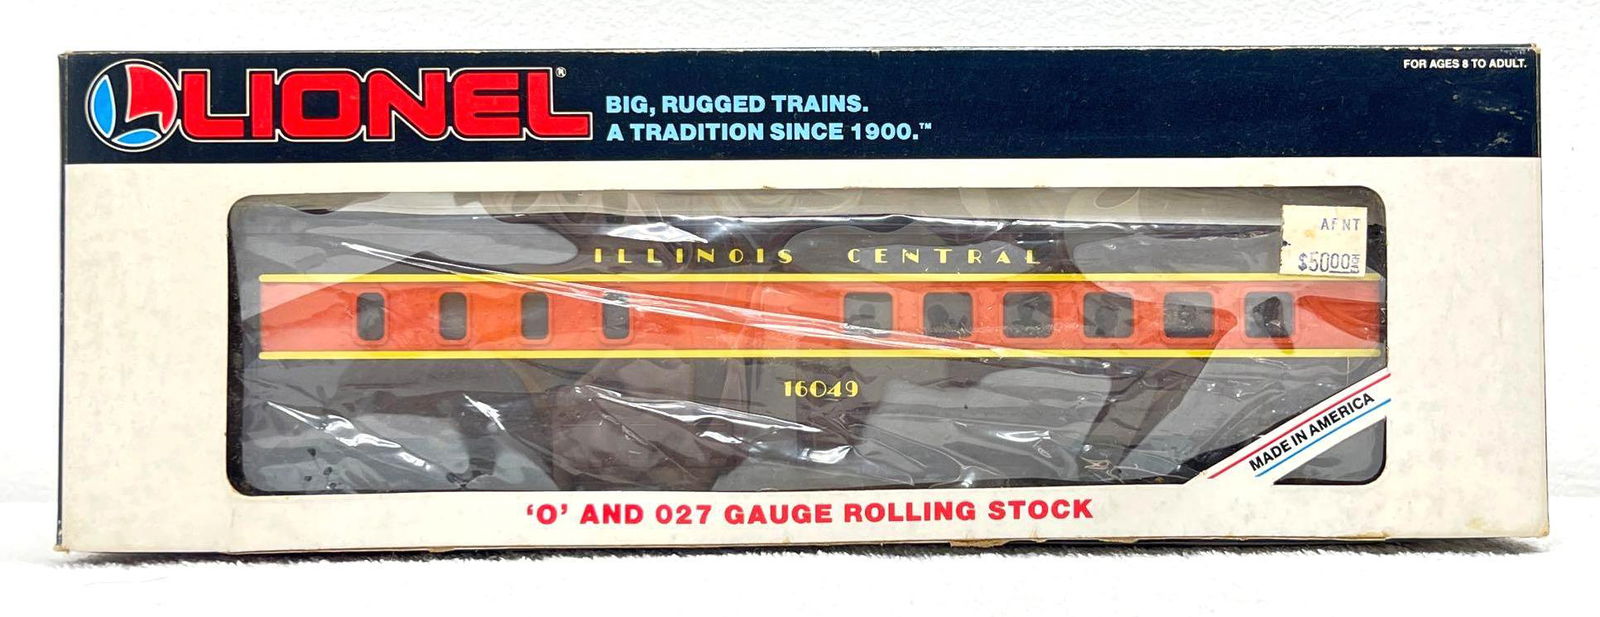 LIONEL®
BIG, RUGGED TRAINS.
A TRADITION SINCE 1900.™
FOR AGES 8 TO ADULT.
ILLINOIS CENTRAL
$5000
16049
MADE IN AMERICA
‘O’ AND 027 GAUGE ROLLING STOCK